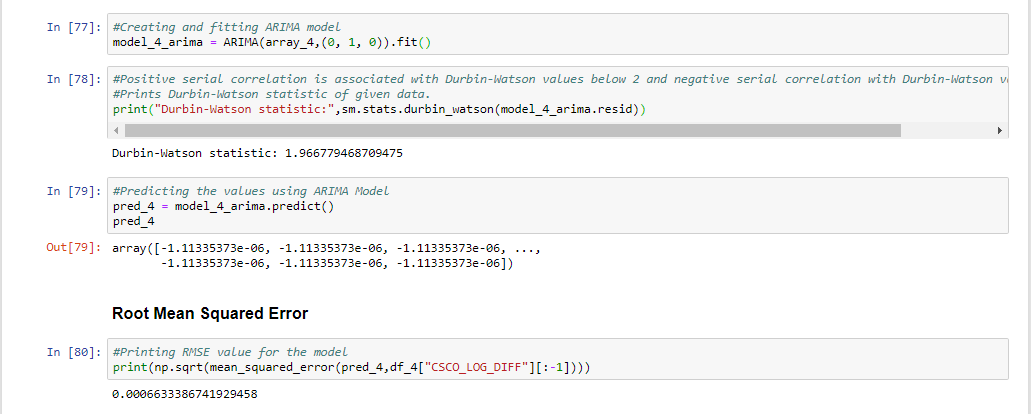 In [77]:
#Creating and fitting ARIMA model
model_4_arima = ARIMA(array_4,(0, 1, 0)).fit()
In [78]:
#Positive serial correlation is associated with Durbin-Watson values below 2 and negative serial correlation with Durbin-Watson
#Prints Durbin-Watson statistic of given data.
print("Durbin-Watson statistic:",sm.stats.durbin_watson(model_4_arima.resid))
Durbin-Watson statistic: 1.966779468709475
In [79]:
#Predicting the values using ARIMA Model
pred_4 = model_4_arima.predict()
pred_4
Out[79]:
array([-1.11335373e-06, -1.11335373e-06, -1.11335373e-06, ...,
-1.11335373e-06, -1.11335373e-06, -1.11335373e-06])
Root Mean Squared Error
In [80]:
#Printing RMSE value for the model
print(np.sqrt(mean_squared_error(pred_4,df_4["CSCO_LOG_DIFF"][:-1])))
0.0006633386741929458